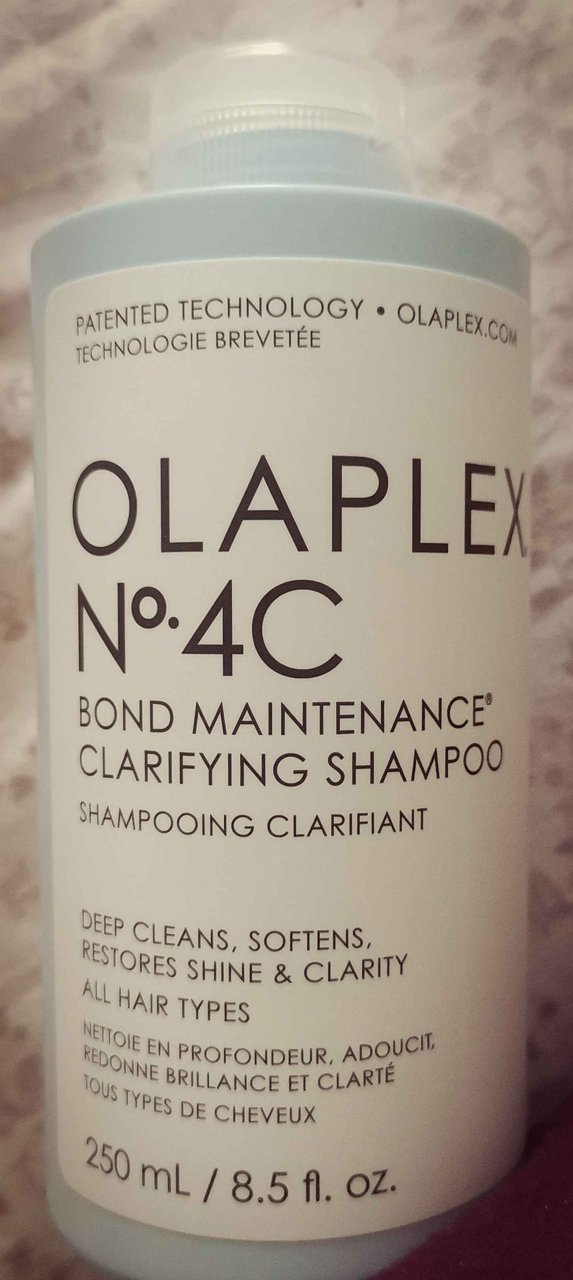 PATENTED TECHNOLOGY • OLAPLEX.COM
TECHNOLOGIE BREVETÉE
OLAPLEX.
Nº.4C
BOND MAINTENANCE®
CLARIFYING SHAMPOO
SHAMPOOING CLARIFIANT
DEEP CLEANS, SOFTENS,
RESTORES SHINE & CLARITY
ALL HAIR TYPES
NETTOIE EN PROFONDEUR, ADOUCIT,
REDONNE BRILLANCE ET CLARTÉ
TOUS TYPES DE CHEVEUX
250 mL / 8.5 fl. oz.